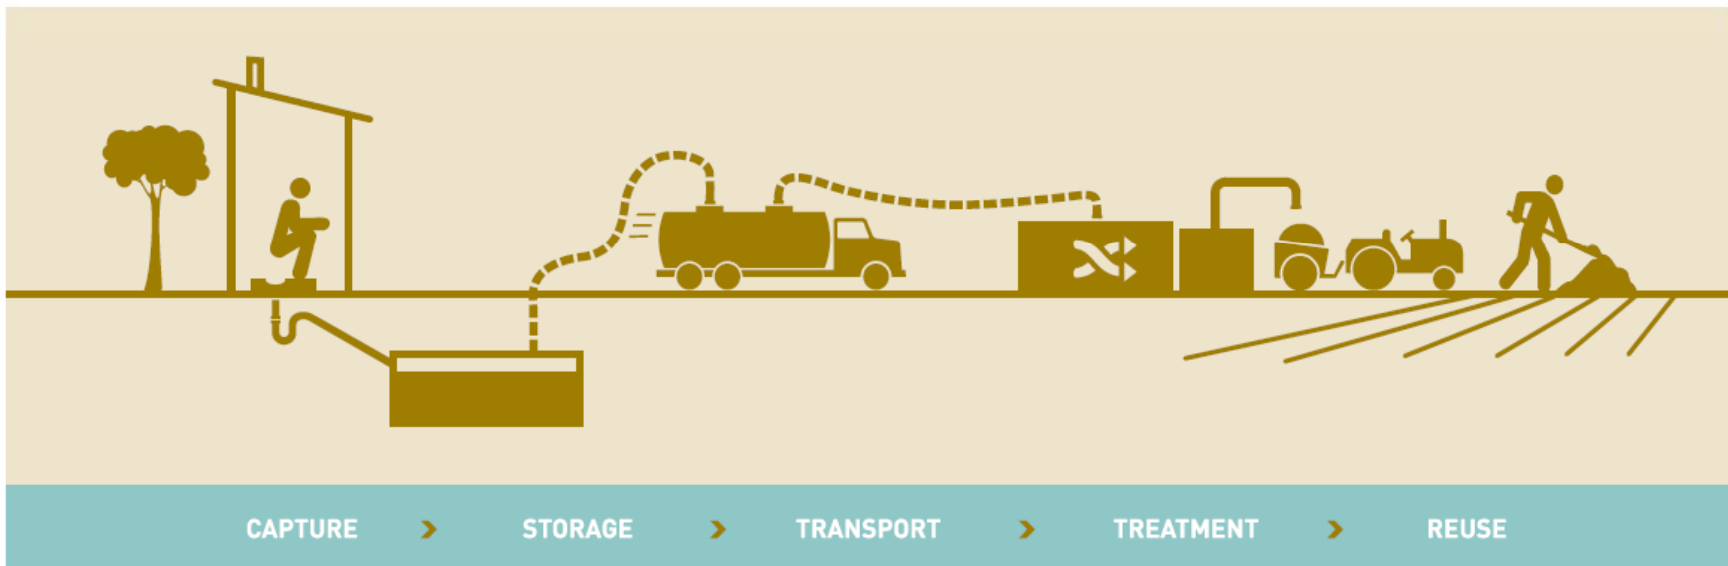 CAPTURE > STORAGE > TRANSPORT > TREATMENT > REUSE